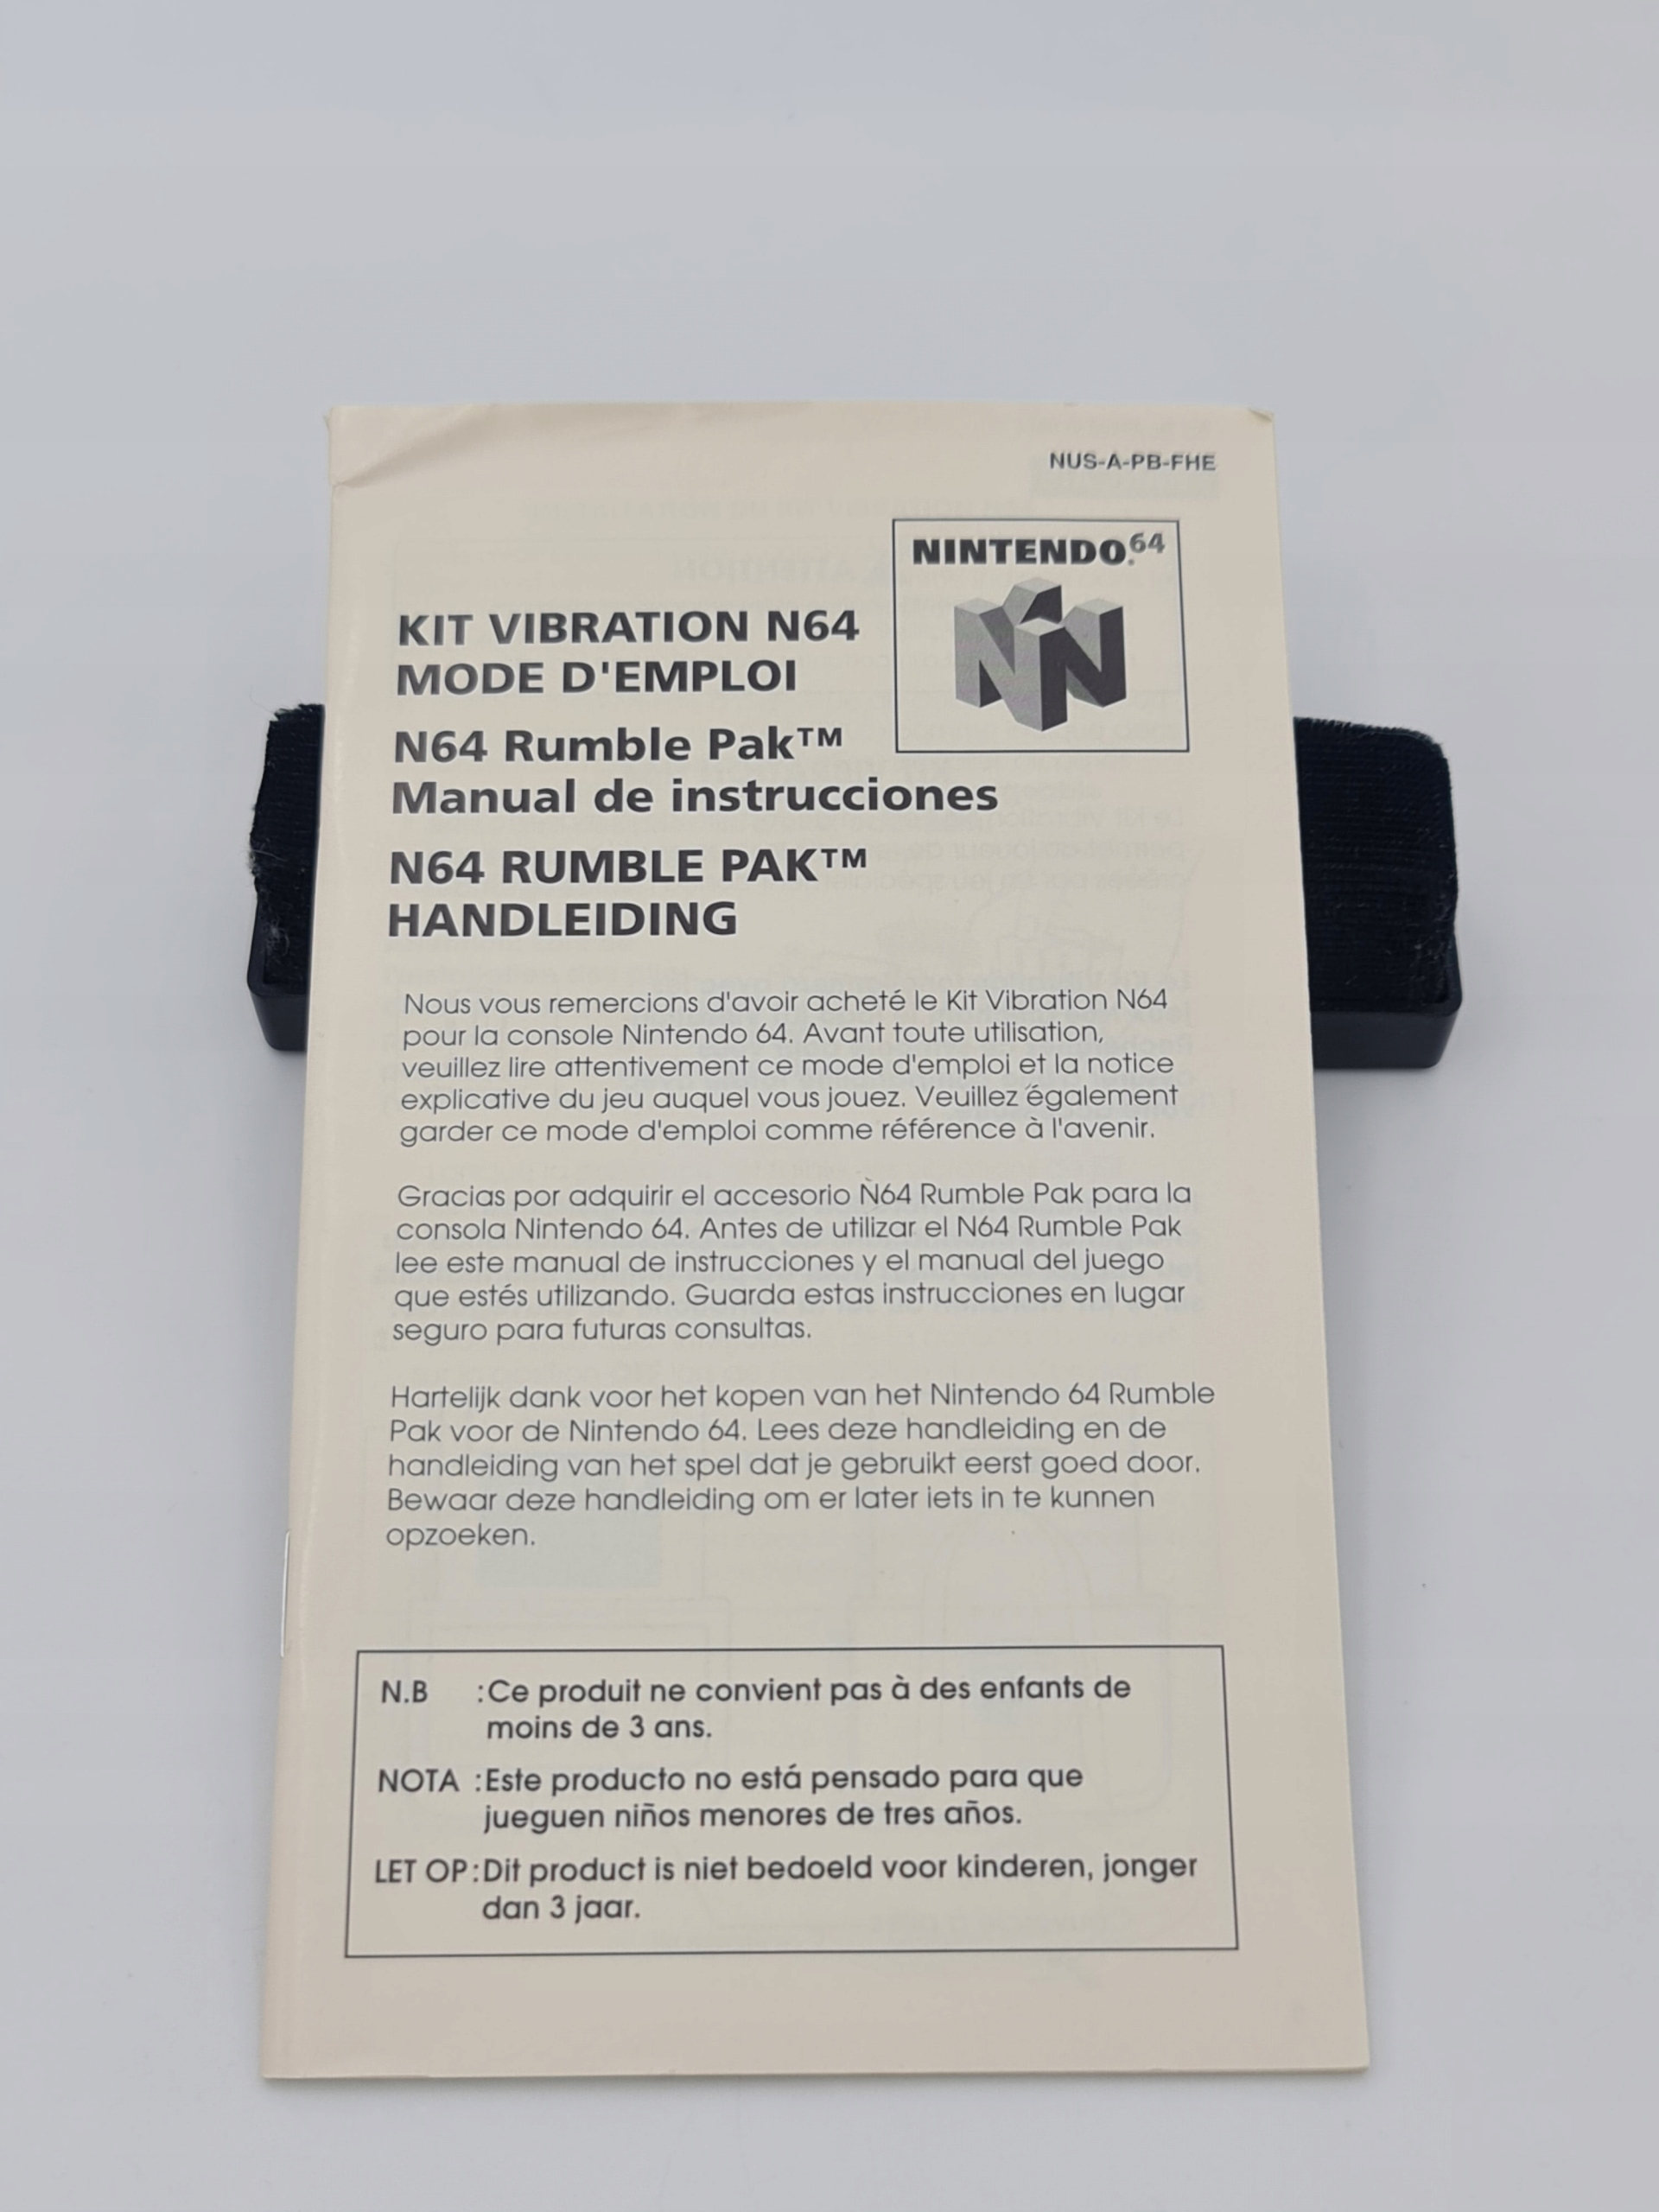 NUS-A-PB-FHE
NINTENDO.64
KIT VIBRATION N64
MODE D'EMPLOI
N64 Rumble Pak™
Manual de instrucciones
N64 RUMBLE PAK™
HANDLEIDING
Nous vous remercions d'avoir acheté le Kit Vibration N64
pour la console Nintendo 64. Avant toute utilisation,
veuillez lire attentivement ce mode d'emploi et la notice
explicative du jeu auquel vous jouez. Veuillez également
garder ce mode d'emploi comme référence à l'avenir.
Gracias por adquirir el accesorio N64 Rumble Pak para la
consola Nintendo 64. Antes de utilizar el N64 Rumble Pak
lee este manual de instrucciones y el manual del juego
que estés utilizando. Guarda estas instrucciones en lugar
seguro para futuras consultas.
Hartelijk dank voor het kopen van het Nintendo 64 Rumble
Pak voor de Nintendo 64. Lees deze handleiding en de
handleiding van het spel dat je gebruikt eerst goed door.
Bewaar deze handleiding om er later iets in te kunnen
opzoeken.
N.B :Ce produit ne convient pas à des enfants de
moins de 3 ans.
NOTA :Este producto no está pensado para que
jueguen niños menores de tres años.
LET OP:Dit product is niet bedoeld voor kinderen, jonger
dan 3 jaar.